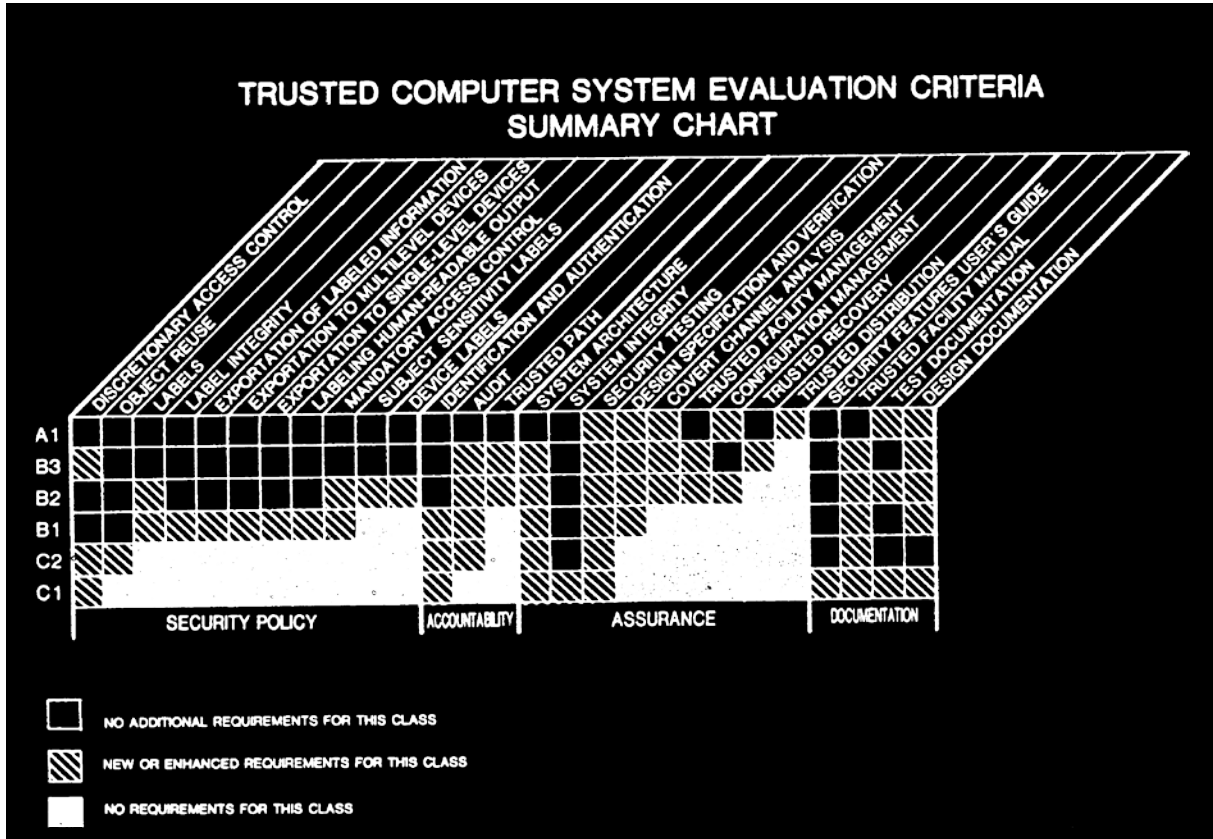 TRUSTED COMPUTER SYSTEM EVALUATION CRITERIA
SUMMARY CHART
DISCRETIONARY ACCESS CONTROL
OBJECT REUSE
LABELS
LABEL INTEGRITY
EXPORTATION OF LABELED INFORMATION
EXPORTATION TO MULTILEVEL DEVICES
EXPORTATION TO SINGLE-LEVEL DEVICES
LABELING HUMAN-READABLE OUTPUT
MANDATORY ACCESS CONTROL
SUBJECT SENSITIVITY LABELS
DEVICE LABELS
IDENTIFICATION AND AUTHENTICATION
AUDIT
TRUSTED PATH
SYSTEM ARCHITECTURE
SYSTEM INTEGRITY
SECURITY TESTING
DESIGN SPECIFICATION AND VERIFICATION
COVERT CHANNEL ANALYSIS
TRUSTED FACILITY MANAGEMENT
CONFIGURATION MANAGEMENT
TRUSTED RECOVERY
TRUSTED DISTRIBUTION
SECURITY FEATURES USER'S GUIDE
TRUSTED FACILITY MANUAL
TEST DOCUMENTATION
DESIGN DOCUMENTATION
A1
B3
B2
B1
C2
C1
SECURITY POLICY
ACCOUNTABILITY
ASSURANCE
DOCUMENTATION
NO ADDITIONAL REQUIREMENTS FOR THIS CLASS
NEW OR ENHANCED REQUIREMENTS FOR THIS CLASS
NO REQUIREMENTS FOR THIS CLASS